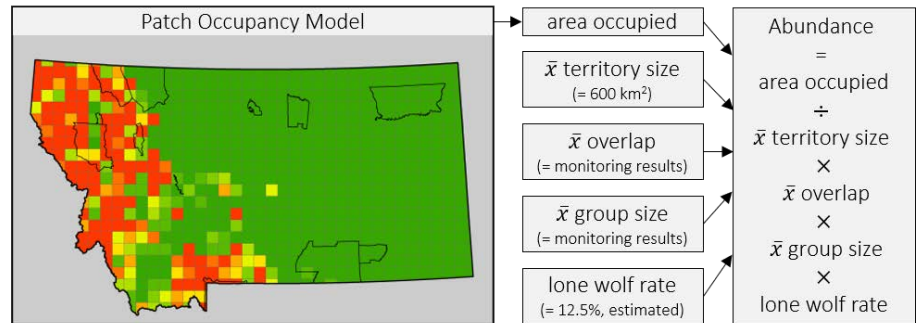 Patch Occupancy Model
area occupied
x̄ territory size
(= 600 km²)
x̄ overlap
(= monitoring results)
x̄ group size
(= monitoring results)
lone wolf rate
(= 12.5%, estimated)
Abundance
=
area occupied
÷
x̄ territory size
×
x̄ overlap
×
x̄ group size
×
lone wolf rate